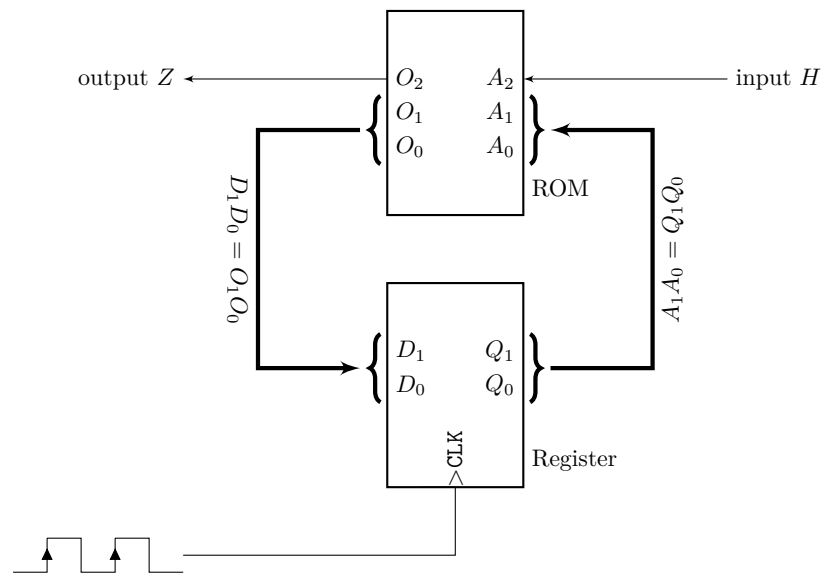 output Z
O₂
A₂
input H
O₁
A₁
O₀
A₀
ROM
D₁D₀ = O₁O₀
A₁A₀ = Q₁Q₀
D₁
Q₁
D₀
Q₀
CLK
Register